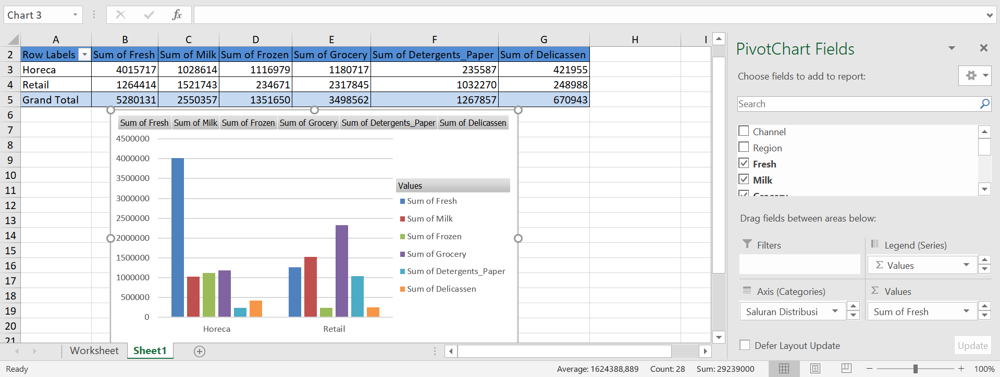 Chart 3
fx
A B C D E F G H I
2 Row Labels Sum of Fresh Sum of Milk Sum of Frozen Sum of Grocery Sum of Detergents_Paper Sum of Delicassen
3 Horeca 4015717 1028614 1116979 1180717 235587 421955
4 Retail 1264414 1521743 234671 2317845 1032270 248988
5 Grand Total 5280131 2550357 1351650 3498562 1267857 670943
6
7
8
9
10
11
12
13
14
15
16
17
18
19
20
21
Sum of Fresh Sum of Milk Sum of Frozen Sum of Grocery Sum of Detergents_Paper Sum of Delicassen
4500000
4000000
3500000
3000000
2500000
2000000
1500000
1000000
500000
0
Horeca Retail
Values
Sum of Fresh
Sum of Milk
Sum of Frozen
Sum of Grocery
Sum of Detergents_Paper
Sum of Delicassen
PivotChart Fields
Choose fields to add to report:
Search
Channel
Region
Fresh
Milk
Grocery
Drag fields between areas below:
Filters
Legend (Series)
Σ Values
Axis (Categories)
Σ Values
Saluran Distribusi
Sum of Fresh
Defer Layout Update
Update
Worksheet Sheet1
Ready
Average: 1624388,889 Count: 28 Sum: 29239000
100%